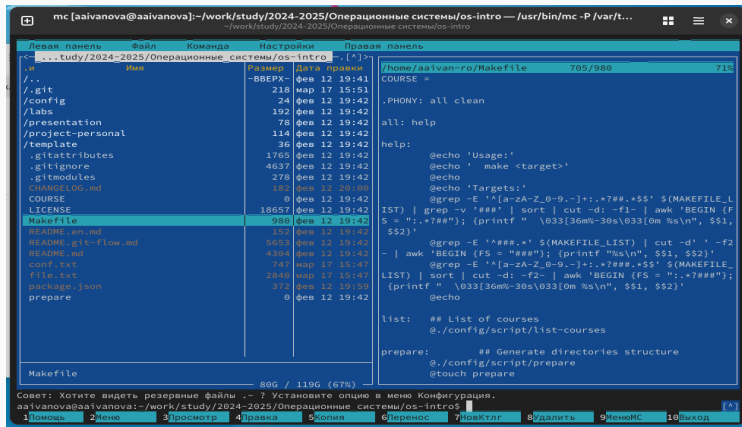 mc [aaivanova@aaivanova]:~/work/study/2024-2025/Операционные системы/os-intro — /usr/bin/mc -P /var/t...
~/work/study/2024-2025/Операционные системы/os-intro
Левая панель Файл Команда Настройки Правая панель
<— ...tudy/2024-2025/Операционные системы/os-intro —.[^]>
.и Имя Размер Дата правки
/.. -ВВЕРХ- фев 12 19:41
/.git 218 мар 17 15:51
/config 24 фев 12 19:42
/labs 192 фев 12 19:42
/presentation 78 фев 12 19:42
/project-personal 114 фев 12 19:42
/template 36 фев 12 19:42
.gitattributes 1765 фев 12 19:42
.gitignore 4637 фев 12 19:42
.gitmodules 278 фев 12 19:42
CHANGELOG.md 182 фев 12 20:00
COURSE 0 фев 12 19:42
LICENSE 18657 фев 12 19:42
Makefile 980 фев 12 19:42
README.en.md 152 фев 12 19:42
README.git-flow.md 5653 фев 12 19:42
README.md 4304 фев 12 19:42
conf.txt 747 мар 17 15:47
file.txt 2840 мар 17 15:47
package.json 372 фев 12 19:59
prepare 0 фев 12 19:42
Makefile
80G / 119G (67%)
/home/aaivan~ro/Makefile 705/980 71%
COURSE =
.PHONY: all clean
all: help
help:
@echo 'Usage:'
@echo '  make <target>'
@echo
@echo 'Targets:'
@grep -E '^[a-zA-Z_0-9.-]+:.*?##.*$$' $(MAKEFILE_L
IST) | grep -v '###' | sort | cut -d: -f1- | awk 'BEGIN {F
S = ":.*?##"}; {printf "  \033[36m%-30s\033[0m %s\n", $$1,
$$2}'
@grep -E '^###.*' $(MAKEFILE_LIST) | cut -d' ' -f2
- | awk 'BEGIN {FS = "###"}; {printf "%s\n", $$1, $$2}'
@grep -E '^[a-zA-Z_0-9.-]+:.*?###.*$$' $(MAKEFILE_
LIST) | sort | cut -d: -f2- | awk 'BEGIN {FS = ":.*?###"};
{printf "  \033[36m%-30s\033[0m %s\n", $$1, $$2}'
@echo
list: ## List of courses
@./config/script/list-courses
prepare: ## Generate directories structure
@./config/script/prepare
@touch prepare
Совет: Хотите видеть резервные файлы .~ ? Установите опцию в меню Конфигурация.
aaivanova@aaivanova:~/work/study/2024-2025/Операционные системы/os-intro$ [^]
1Помощь 2Меню 3Просмотр 4Правка 5Копия 6Перенос 7НовКтлг 8Удалить 9МенюМС 10Выход